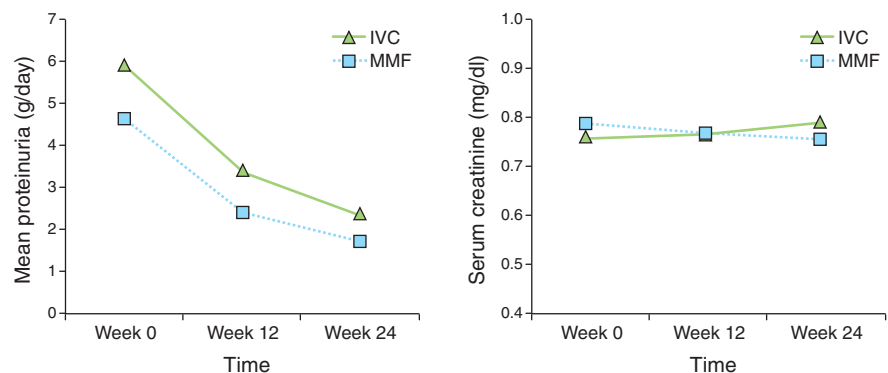 Mean proteinuria (g/day)
7
6
5
4
3
2
1
0
IVC
MMF
Week 0 Week 12 Week 24
Time
Serum creatinine (mg/dl)
1.0
0.9
0.8
0.7
0.6
0.5
0.4
IVC
MMF
Week 0 Week 12 Week 24
Time